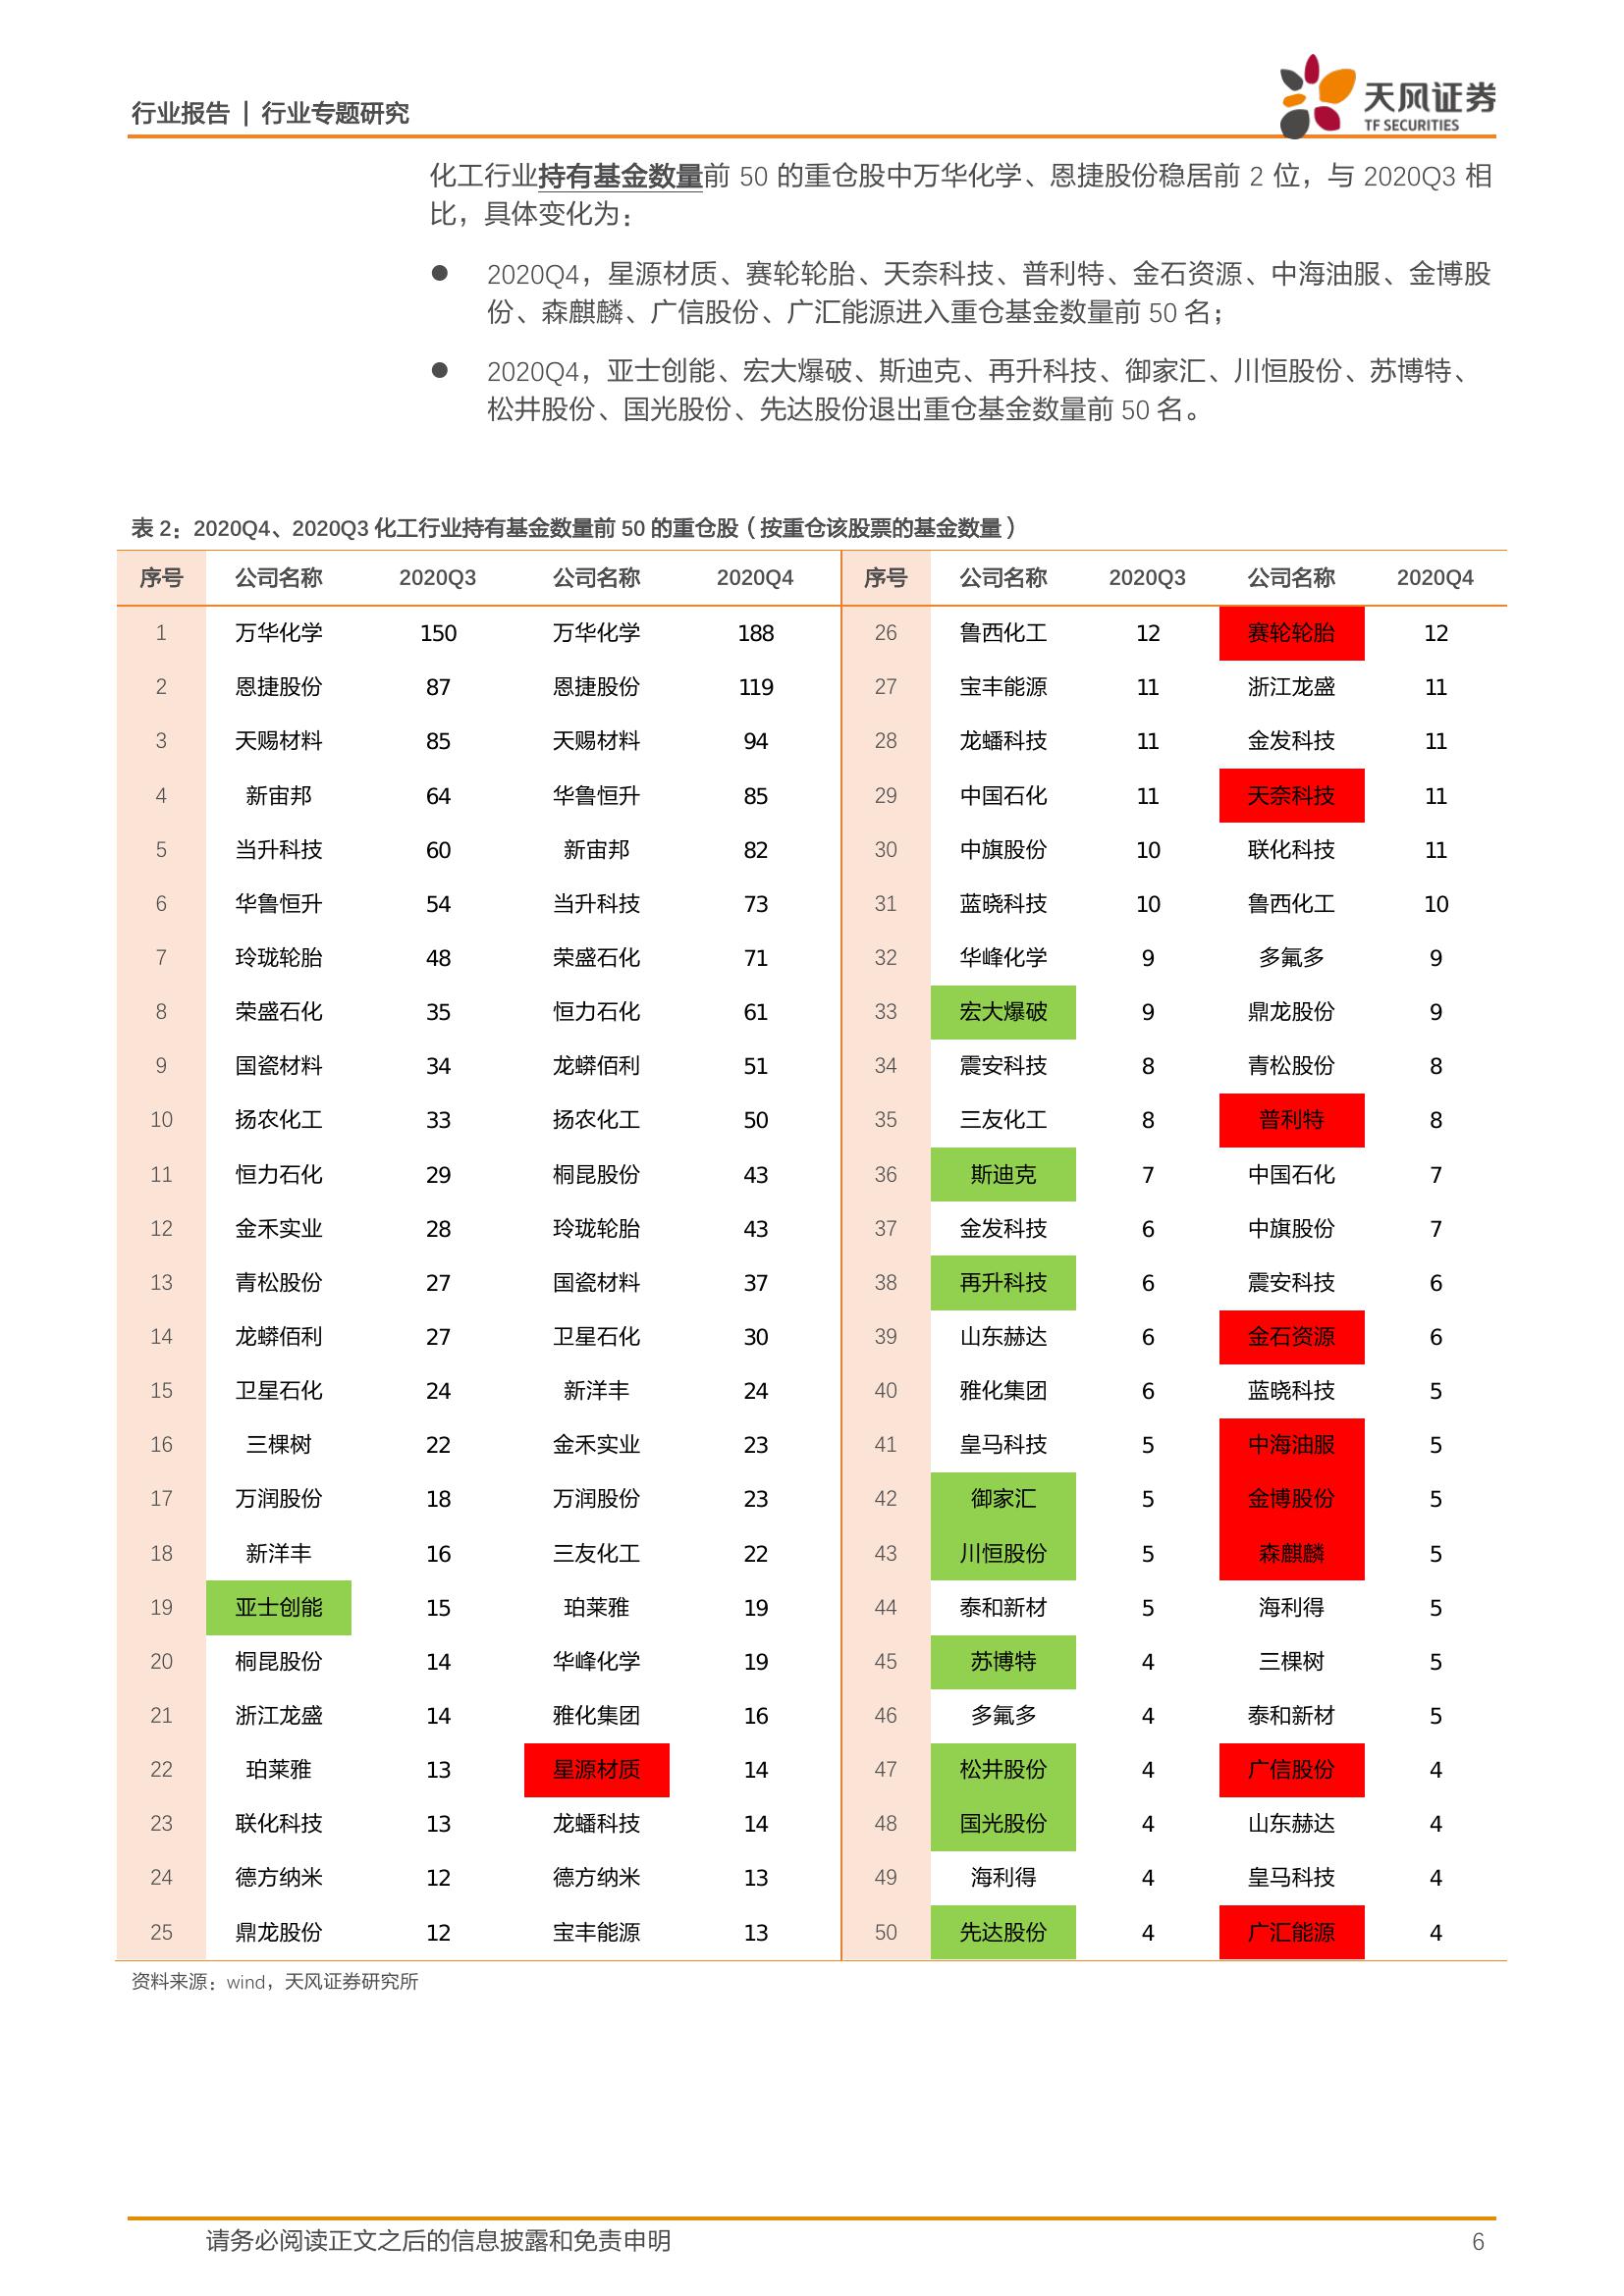 行业报告 | 行业专题研究
天风证券
TF SECURITIES
化工行业持有基金数量前 50 的重仓股中万华化学、恩捷股份稳居前 2 位，与 2020Q3 相
比，具体变化为：
● 2020Q4，星源材质、赛轮轮胎、天奈科技、普利特、金石资源、中海油服、金博股
份、森麒麟、广信股份、广汇能源进入重仓基金数量前 50 名；
● 2020Q4，亚士创能、宏大爆破、斯迪克、再升科技、御家汇、川恒股份、苏博特、
松井股份、国光股份、先达股份退出重仓基金数量前 50 名。
表 2：2020Q4、2020Q3 化工行业持有基金数量前 50 的重仓股（按重仓该股票的基金数量）
序号 公司名称 2020Q3 公司名称 2020Q4 序号 公司名称 2020Q3 公司名称 2020Q4
1 万华化学 150 万华化学 188 26 鲁西化工 12 赛轮轮胎 12
2 恩捷股份 87 恩捷股份 119 27 宝丰能源 11 浙江龙盛 11
3 天赐材料 85 天赐材料 94 28 龙蟠科技 11 金发科技 11
4 新宙邦 64 华鲁恒升 85 29 中国石化 11 天奈科技 11
5 当升科技 60 新宙邦 82 30 中旗股份 10 联化科技 11
6 华鲁恒升 54 当升科技 73 31 蓝晓科技 10 鲁西化工 10
7 玲珑轮胎 48 荣盛石化 71 32 华峰化学 9 多氟多 9
8 荣盛石化 35 恒力石化 61 33 宏大爆破 9 鼎龙股份 9
9 国瓷材料 34 龙蟒佰利 51 34 震安科技 8 青松股份 8
10 扬农化工 33 扬农化工 50 35 三友化工 8 普利特 8
11 恒力石化 29 桐昆股份 43 36 斯迪克 7 中国石化 7
12 金禾实业 28 玲珑轮胎 43 37 金发科技 6 中旗股份 7
13 青松股份 27 国瓷材料 37 38 再升科技 6 震安科技 6
14 龙蟒佰利 27 卫星石化 30 39 山东赫达 6 金石资源 6
15 卫星石化 24 新洋丰 24 40 雅化集团 6 蓝晓科技 5
16 三棵树 22 金禾实业 23 41 皇马科技 5 中海油服 5
17 万润股份 18 万润股份 23 42 御家汇 5 金博股份 5
18 新洋丰 16 三友化工 22 43 川恒股份 5 森麒麟 5
19 亚士创能 15 珀莱雅 19 44 泰和新材 5 海利得 5
20 桐昆股份 14 华峰化学 19 45 苏博特 4 三棵树 5
21 浙江龙盛 14 雅化集团 16 46 多氟多 4 泰和新材 5
22 珀莱雅 13 星源材质 14 47 松井股份 4 广信股份 4
23 联化科技 13 龙蟠科技 14 48 国光股份 4 山东赫达 4
24 德方纳米 12 德方纳米 13 49 海利得 4 皇马科技 4
25 鼎龙股份 12 宝丰能源 13 50 先达股份 4 广汇能源 4
资料来源：wind，天风证券研究所
请务必阅读正文之后的信息披露和免责申明 6